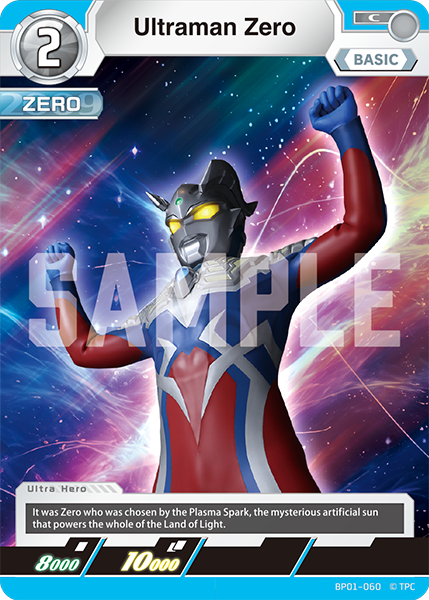 2
Ultraman Zero
C
BASIC
ZERO
SAMPLE
Ultra Hero
It was Zero who was chosen by the Plasma Spark, the mysterious artificial sun
that powers the whole of the Land of Light.
8000
10000
BP01-060 © TPC